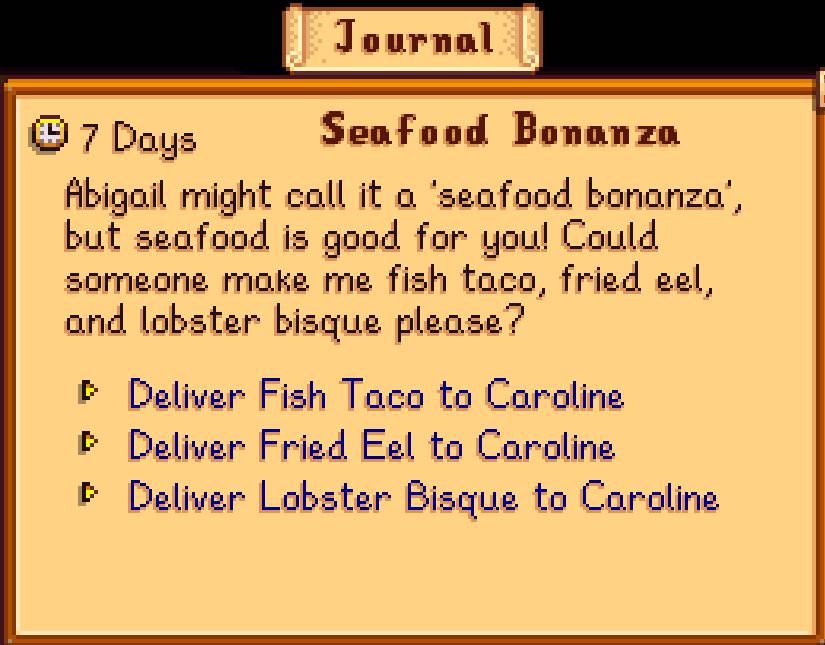 Journal
7 Days
Seafood Bonanza
Abigail might call it a 'seafood bonanza',
but seafood is good for you! Could
someone make me fish taco, fried eel,
and lobster bisque please?
Deliver Fish Taco to Caroline
Deliver Fried Eel to Caroline
Deliver Lobster Bisque to Caroline